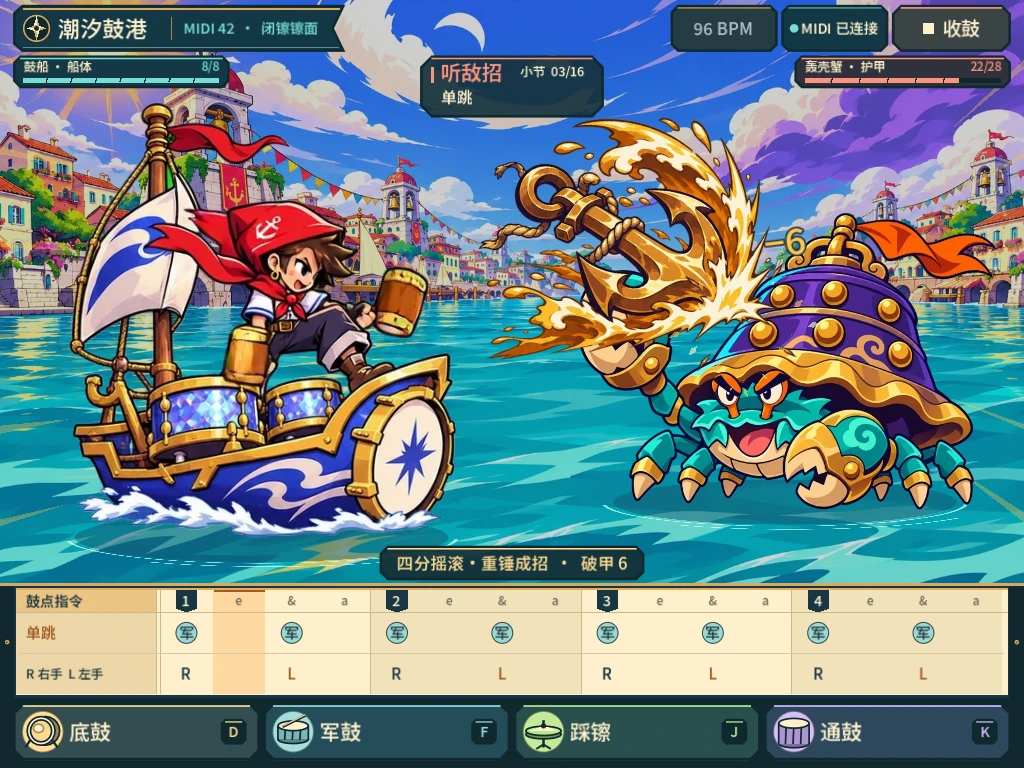 潮汐鼓港 MIDI 42 · 闭镲镲面
96 BPM
MIDI 已连接
收鼓
鼓船 · 船体 8/8
听敌招 小节 03/16
单跳
轰壳蟹 · 护甲 22/28
-6
四分摇滚 · 重锤成招 · 破甲 6
鼓点指令 1 e & a 2 e & a 3 e & a 4 e & a
单跳 军 军 军 军 军 军 军 军
R 右手 L 左手 R L R L R L R L
底鼓 D
军鼓 F
踩镲 J
通鼓 K